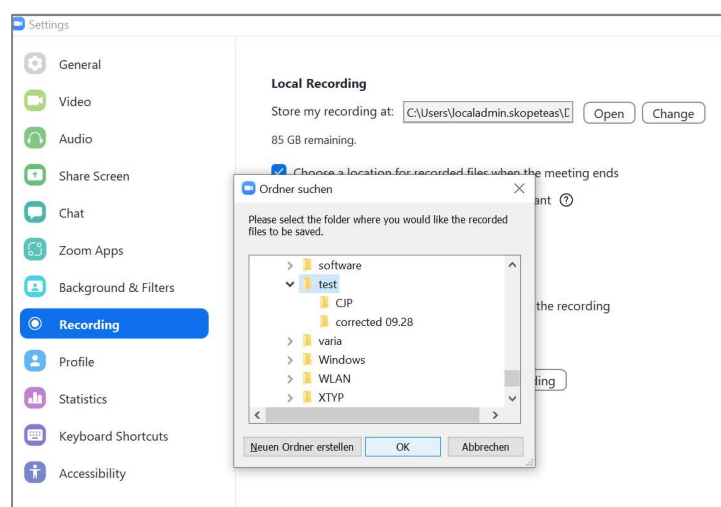 Settings
General
Video
Audio
Share Screen
Chat
Zoom Apps
Background & Filters
Recording
Profile
Statistics
Keyboard Shortcuts
Accessibility
Local Recording
Store my recording at: C:\Users\localadmin.skopeteas\ Open Change
85 GB remaining.
Choose a location for recorded files when the meeting ends
ant ?
the recording
ding
Ordner suchen
Please select the folder where you would like the recorded
files to be saved.
software
test
CJP
corrected 09.28
varia
Windows
WLAN
XTYP
Neuen Ordner erstellen OK Abbrechen